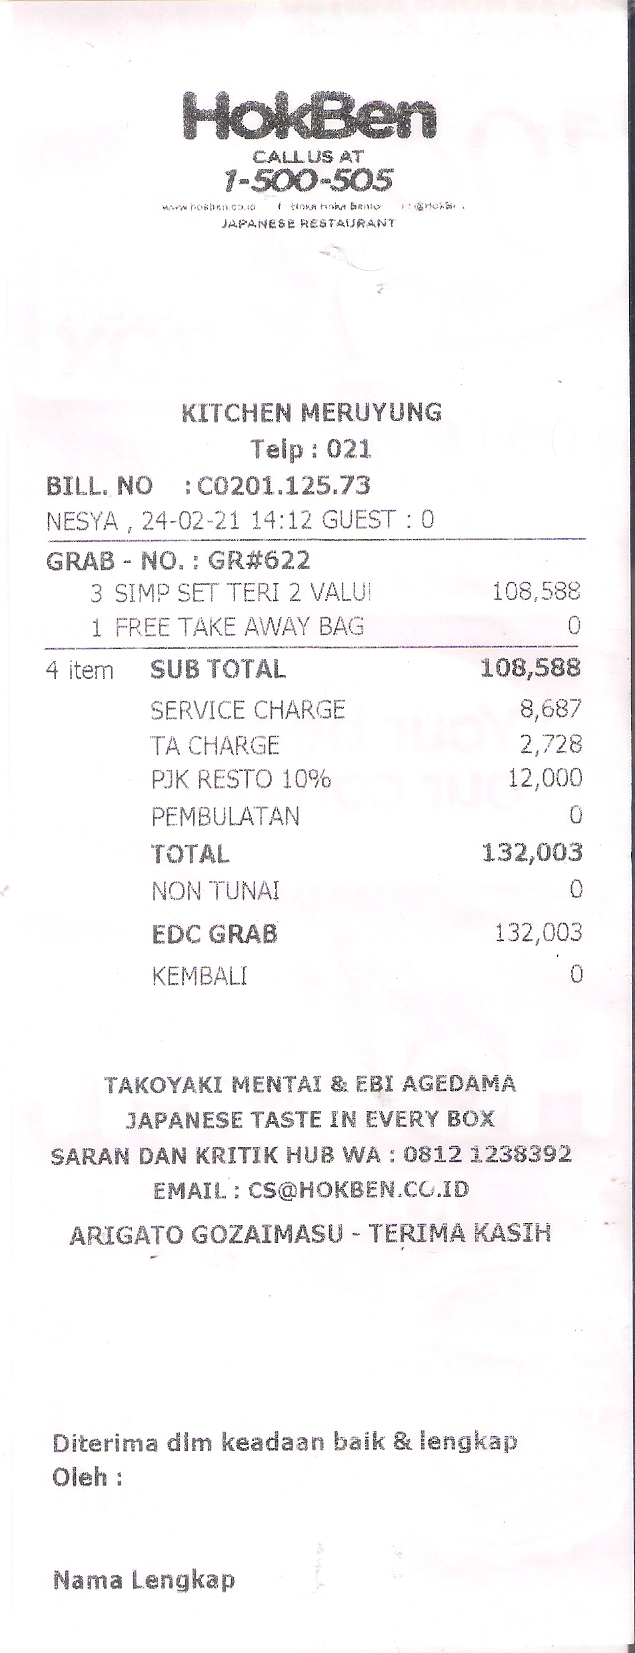 HokBen
CALL US AT
1-500-505
www.hokben.co.id f Hoka Hoka Bento
JAPANESE RESTAURANT
KITCHEN MERUYUNG
Telp : 021
BILL. NO : C0201.125.73
NESYA , 24-02-21 14:12 GUEST : 0
GRAB - NO. : GR#622
3 SIMP SET TERI 2 VALU 108,588
1 FREE TAKE AWAY BAG 0
4 item SUB TOTAL 108,588
SERVICE CHARGE 8,687
TA CHARGE 2,728
PJK RESTO 10% 12,000
PEMBULATAN 0
TOTAL 132,003
NON TUNAI 0
EDC GRAB 132,003
KEMBALI 0
TAKOYAKI MENTAI & EBI AGEDAMA
JAPANESE TASTE IN EVERY BOX
SARAN DAN KRITIK HUB WA : 0812 1238392
EMAIL : CS@HOKBEN.CO.ID
ARIGATO GOZAIMASU - TERIMA KASIH
Diterima dlm keadaan baik & lengkap
Oleh :
Nama Lengkap